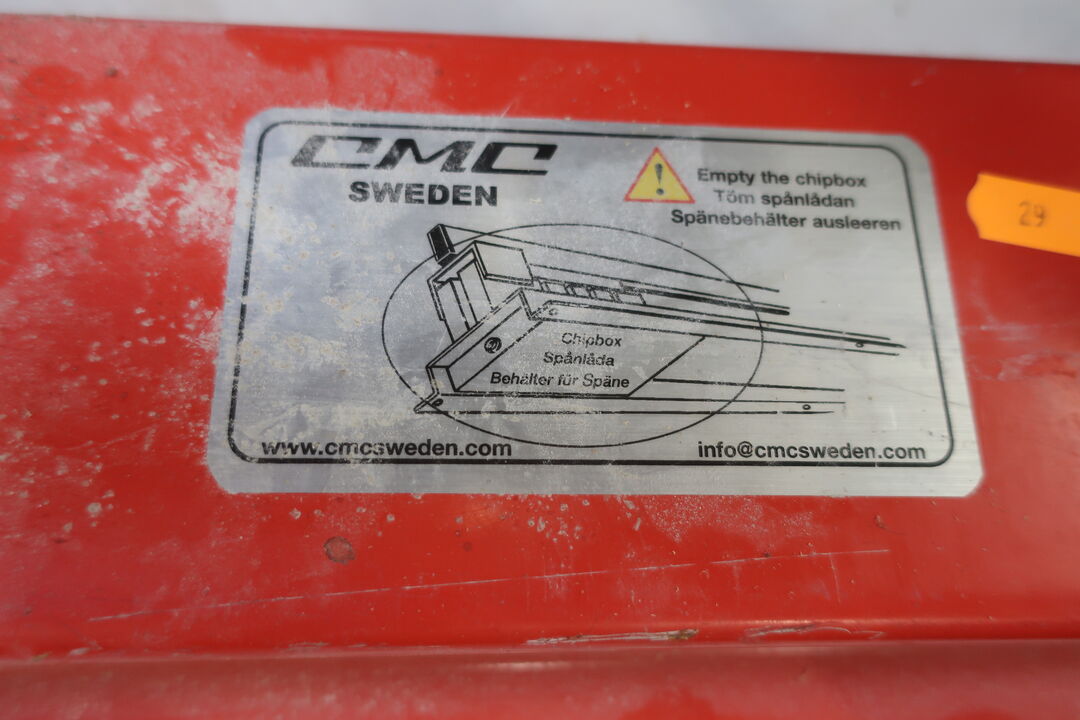 CMC
SWEDEN
Empty the chipbox
Töm spånlådan
Spänebehälter ausleeren
29
Chipbox
Spånlåda
Behälter für Späne
www.cmcsweden.com
info@cmcsweden.com